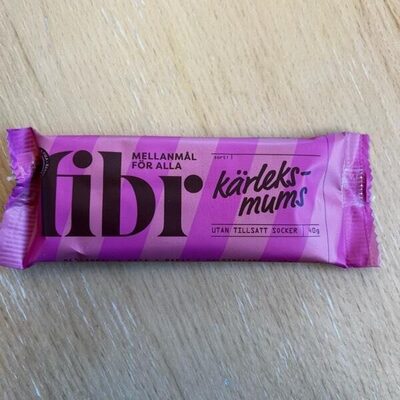 MELLANMÅL
FÖR ALLA
fibr
kärleks-
mums
UTAN TILLSATT SOCKER 40g